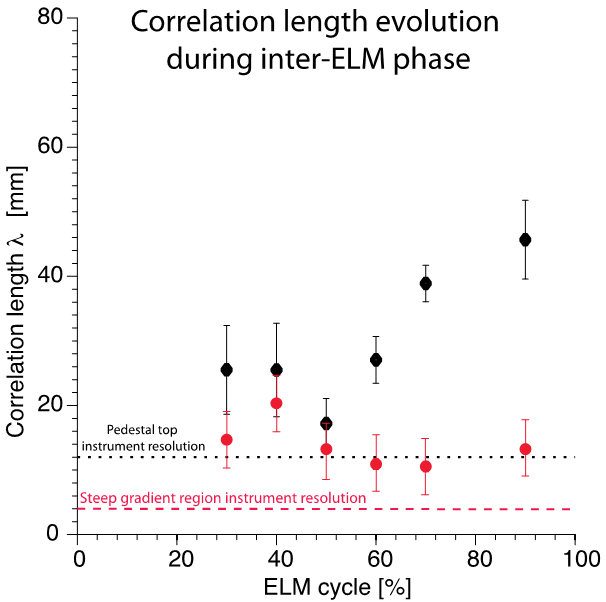 Correlation length evolution
during inter-ELM phase
80
60
40
20
0
Correlation length λ [mm]
Pedestal top
instrument resolution
Steep gradient region instrument resolution
0 20 40 60 80 100
ELM cycle [%]